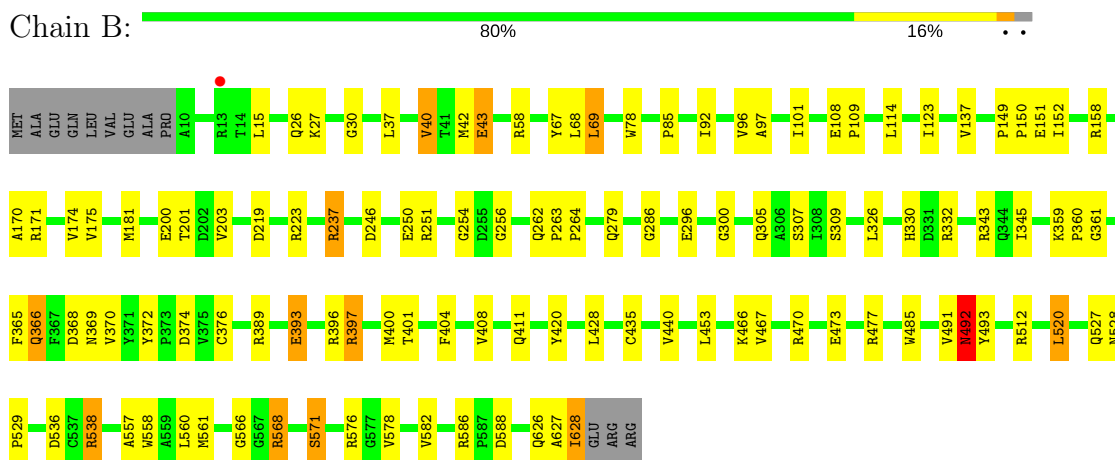 Chain B:
80% 16% • •
MET ALA GLU GLN LEU VAL GLU ALA PRO A10 R13 T14 L15 Q26 K27 G30 L37 V40 T41 M42 E43 R58 Y67 L68 L69 W78 P85 I92 V96 A97 I101 E108 P109 L114 I123 V137 P149 P150 E151 I152 R158
A170 R171 V174 V175 M181 E200 T201 D202 V203 D219 R223 R237 D246 E250 R251 G254 D255 G256 Q262 P263 P264 Q279 G286 E296 G300 Q305 A306 S307 I308 S309 L326 H330 D331 R332 R343 Q344 I345 K359 P360 G361
F365 Q366 F367 D368 N369 V370 Y371 Y372 P373 D374 V375 C376 R389 E393 R396 R397 M400 T401 F404 V408 Q411 Y420 L428 C435 V440 L453 K466 V467 R470 E473 R477 W485 V491 N492 Y493 R512 L520 Q527 N528
P529 D536 C537 R538 A557 W558 A559 L560 M561 G566 G567 R568 S571 R576 G577 V578 V582 R586 P587 D588 Q626 A627 I628 GLU ARG ARG